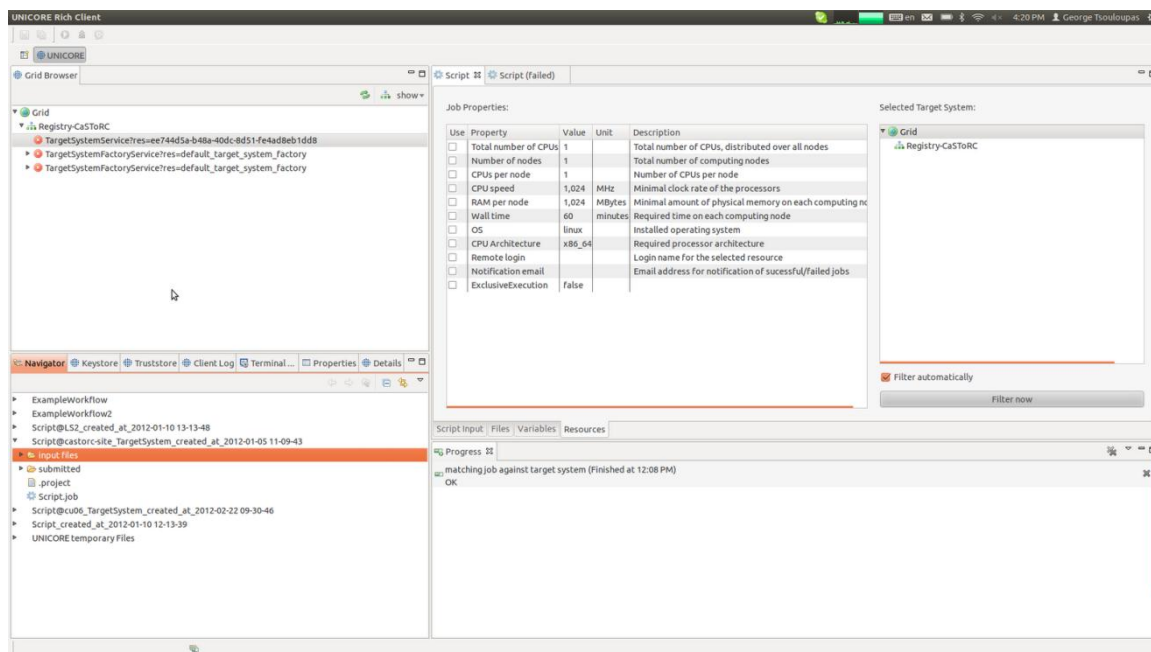 UNICORE Rich Client
en 4:20 PM George Tsouloupas
UNICORE
Grid Browser
show
Grid
Registry-CaSToRC
TargetSystemService?res=ee744d5a-b48a-40dc-8d51-fe4ad8eb1dd8
TargetSystemFactoryService?res=default_target_system_factory
TargetSystemFactoryService?res=default_target_system_factory
Script Script (failed)
Job Properties:
Use Property Value Unit Description
Total number of CPUs 1 Total number of CPUs, distributed over all nodes
Number of nodes 1 Total number of computing nodes
CPUs per node 1 Number of CPUs per node
CPU speed 1,024 MHz Minimal clock rate of the processors
RAM per node 1,024 MBytes Minimal amount of physical memory on each computing no
Wall time 60 minutes Required time on each computing node
OS linux Installed operating system
CPU Architecture x86_64 Required processor architecture
Remote login Login name for the selected resource
Notification email Email address for notification of sucessful/failed jobs
ExclusiveExecution false
Selected Target System:
Grid
Registry-CaSToRC
Filter automatically
Filter now
Script Input Files Variables Resources
Navigator Keystore Truststore Client Log Terminal ... Properties Details
ExampleWorkflow
ExampleWorkflow2
Script@LS2_created_at_2012-01-10 13-13-48
Script@castorc-site_TargetSystem_created_at_2012-01-05 11-09-43
input files
submitted
.project
Script.job
Script@cu06_TargetSystem_created_at_2012-02-22 09-30-46
Script_created_at_2012-01-10 12-13-39
UNICORE temporary Files
Progress
matching job against target system (Finished at 12:08 PM)
OK